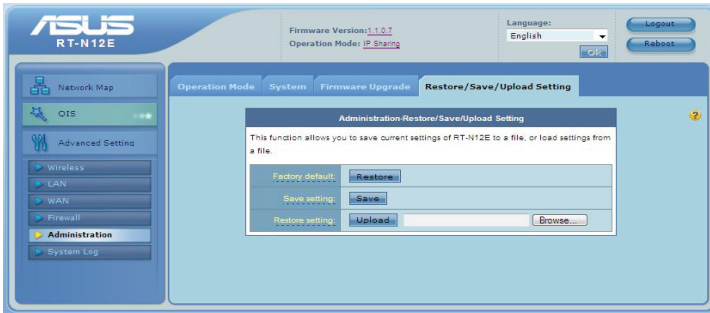 ASUS
RT-N12E
Firmware Version:1.1.0.7
Operation Mode: IP Sharing
Language:
English
OK
Logout
Reboot
Network Map
QIS
Advanced Setting
Wireless
LAN
WAN
Firewall
Administration
System Log
Operation Mode System Firmware Upgrade Restore/Save/Upload Setting
Administration-Restore/Save/Upload Setting
This function allows you to save current settings of RT-N12E to a file, or load settings from
a file.
Factory default: Restore
Save setting: Save
Restore setting: Upload Browse...
?